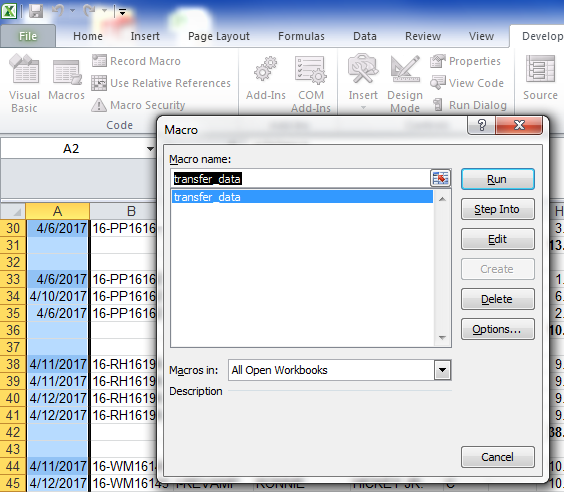 File Home Insert Page Layout Formulas Data Review View Develop
Record Macro
Use Relative References
Macro Security
Visual Basic
Macros
Code
Add-Ins
COM Add-Ins
Insert
Design Mode
Properties
View Code
Run Dialog
Source
A2
Macro
Macro name:
transfer_data
transfer_data
Run
Step Into
Edit
Create
Delete
Options...
Macros in: All Open Workbooks
Description
Cancel
A B H
30 4/6/2017 16-PP1616 3.
31 13.
32
33 4/6/2017 16-PP1616 1.
34 4/10/2017 16-PP1616 6.
35 4/6/2017 16-PP1616 2.
36 10.
37
38 4/11/2017 16-RH1619 9.
39 4/11/2017 16-RH1619 9.
40 4/12/2017 16-RH1619 9.
41 4/12/2017 16-RH1619 9.
42 38.
43
44 4/11/2017 16-WM1614 10.
45 4/12/2017 16-WM16145 TREVAMP RONNIE HICKEY JR. C 10.